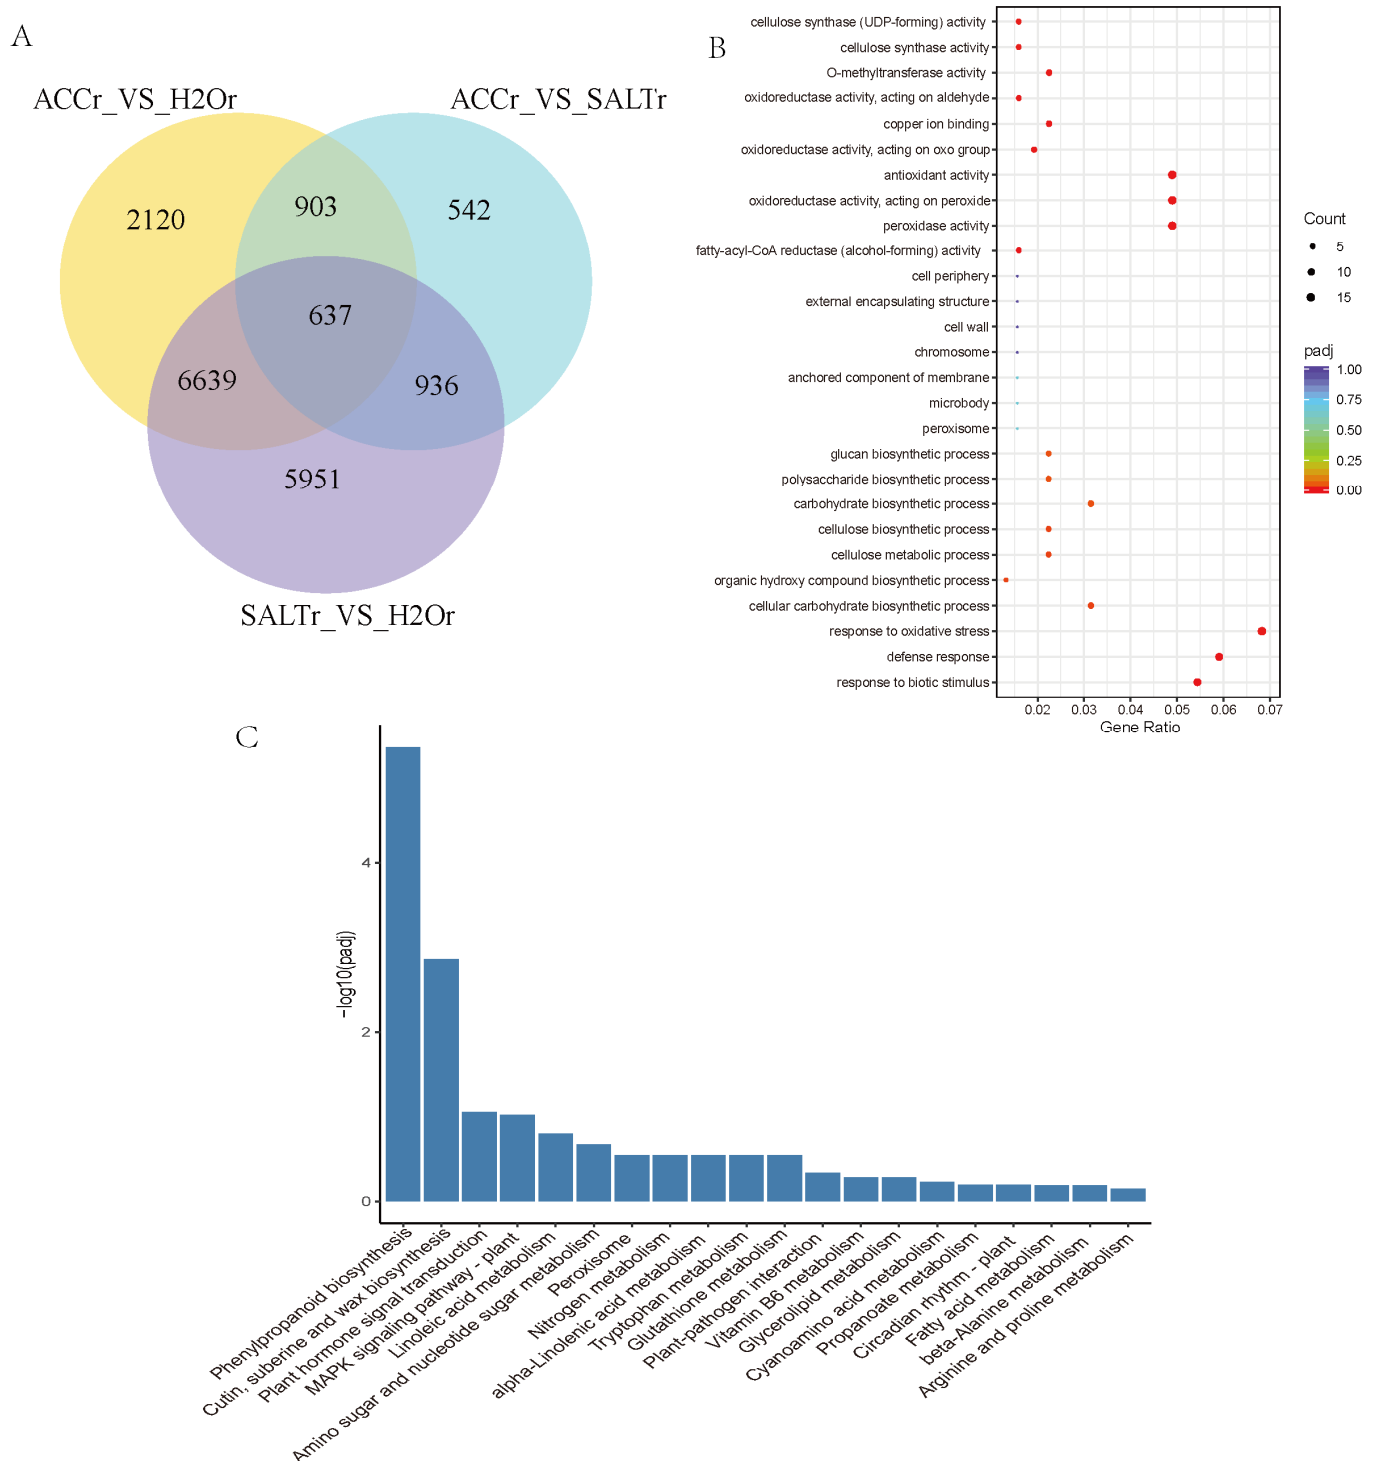 A
ACCr_VS_H2Or
ACCr_VS_SALTr
2120
903
542
637
6639
936
5951
SALTr_VS_H2Or
B
cellulose synthase (UDP-forming) activity
cellulose synthase activity
O-methyltransferase activity
oxidoreductase activity, acting on aldehyde
copper ion binding
oxidoreductase activity, acting on oxo group
antioxidant activity
oxidoreductase activity, acting on peroxide
peroxidase activity
fatty-acyl-CoA reductase (alcohol-forming) activity
cell periphery
external encapsulating structure
cell wall
chromosome
anchored component of membrane
microbody
peroxisome
glucan biosynthetic process
polysaccharide biosynthetic process
carbohydrate biosynthetic process
cellulose biosynthetic process
cellulose metabolic process
organic hydroxy compound biosynthetic process
cellular carbohydrate biosynthetic process
response to oxidative stress
defense response
response to biotic stimulus
0.02 0.03 0.04 0.05 0.06 0.07
Gene Ratio
Count
5
10
15
padj
1.00
0.75
0.50
0.25
0.00
C
−log10(padj)
4
2
0
Phenylpropanoid biosynthesis
Cutin, suberine and wax biosynthesis
Plant hormone signal transduction
MAPK signaling pathway - plant
Linoleic acid metabolism
Amino sugar and nucleotide sugar metabolism
Peroxisome
Nitrogen metabolism
alpha-Linolenic acid metabolism
Tryptophan metabolism
Glutathione metabolism
Plant-pathogen interaction
Vitamin B6 metabolism
Glycerolipid metabolism
Cyanoamino acid metabolism
Propanoate metabolism
Circadian rhythm - plant
Fatty acid metabolism
beta-Alanine metabolism
Arginine and proline metabolism